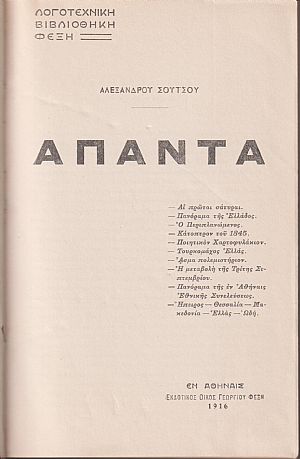 ΛΟΓΟΤΕΧΝΙΚΗ
ΒΙΒΛΙΟΘΗΚΗ
ΦΕΞΗ
ΑΛΕΞΑΝΔΡΟΥ ΣΟΥΤΣΟΥ
ΑΠΑΝΤΑ
— Αἱ πρῶται σάτυραι.
— Πανόραμα τῆς Ἑλλάδος.
— Ὁ Περιπλανώμενος.
— Κάτοπτρον τοῦ 1845.
— Ποιητικὸν Χαρτοφυλάκιον.
— Τουρκομάχος Ἑλλάς.
— ᾎσμα πολεμιστήριον.
— Ἡ μεταβολὴ τῆς Τρίτης Σε-
πτεμβρίου.
— Πανόραμα τῆς ἐν Ἀθήναις
Ἐθνικῆς Συνελεύσεως.
— Ἤπειρος — Θεσσαλία — Μα-
κεδονία — Ἑλλὰς — Ὠδή.
ΕΝ ΑΘΗΝΑΙΣ
ΕΚΔΟΤΙΚΟΣ ΟΙΚΟΣ ΓΕΩΡΓΙΟΥ ΦΕΞΗ
1916